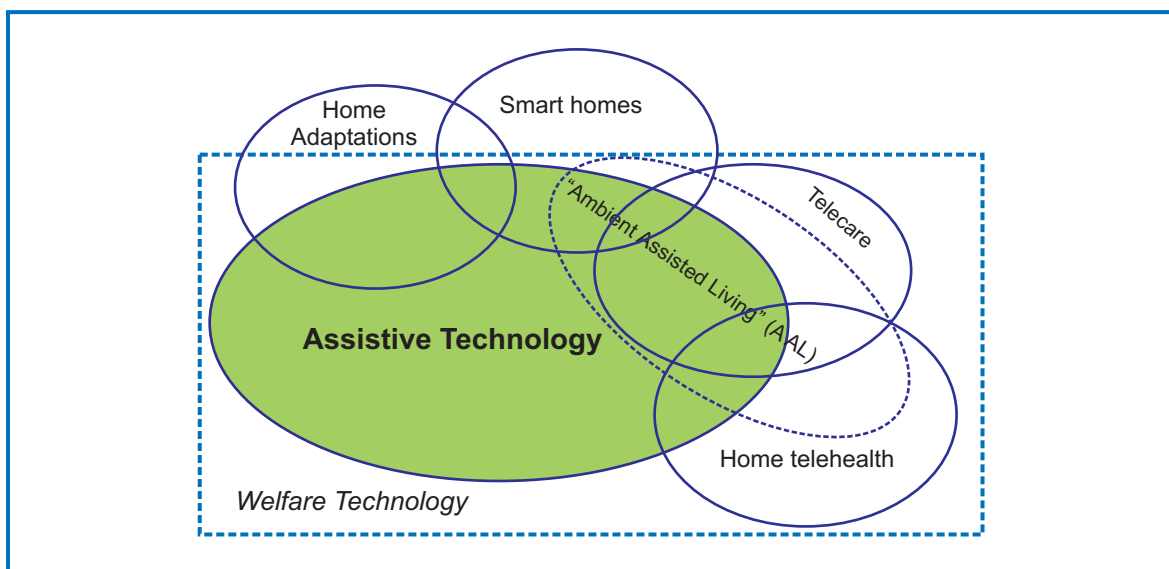 Home
Adaptations
Smart homes
“Ambient Assisted Living” (AAL)
Telecare
Assistive Technology
Home telehealth
Welfare Technology